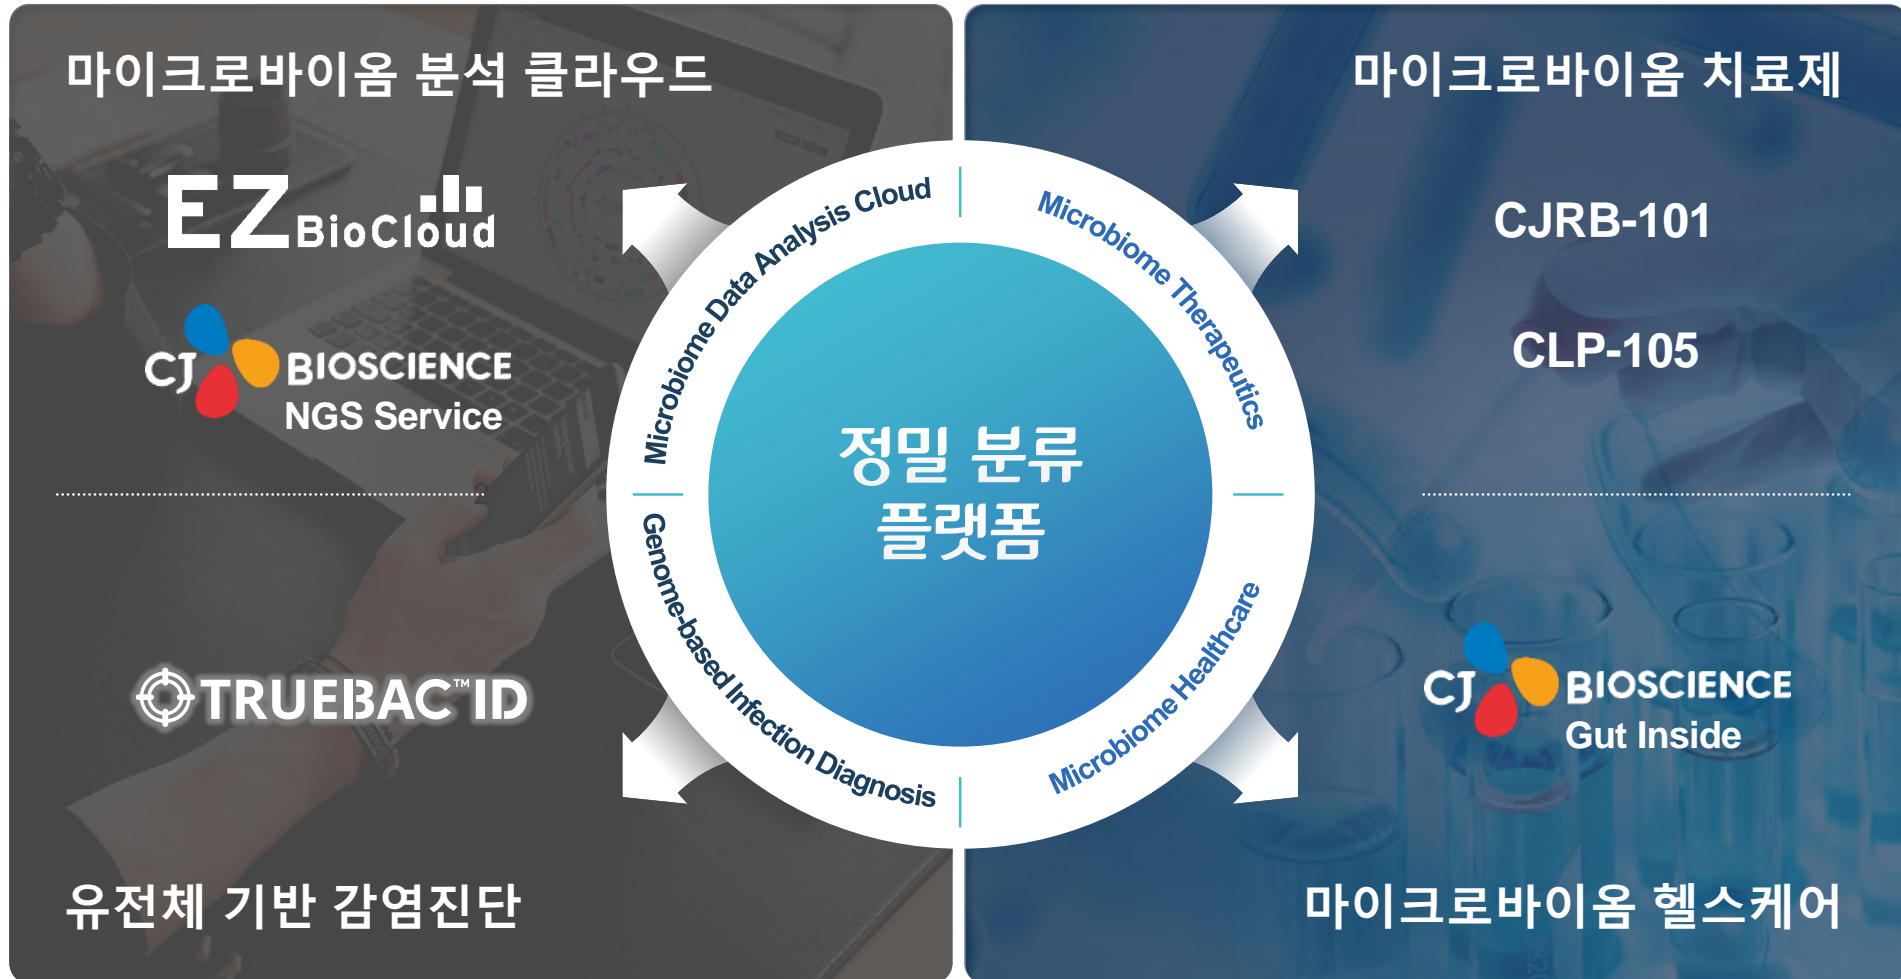 마이크로바이옴 분석 클라우드
EZ BioCloud
CJ BIOSCIENCE
NGS Service
마이크로바이옴 치료제
CJRB-101
CLP-105
Microbiome Data Analysis Cloud
Microbiome Therapeutics
정밀 분류
플랫폼
Genome-based Infection Diagnosis
Microbiome Healthcare
TRUEBAC™ID
유전체 기반 감염진단
CJ BIOSCIENCE
Gut Inside
마이크로바이옴 헬스케어